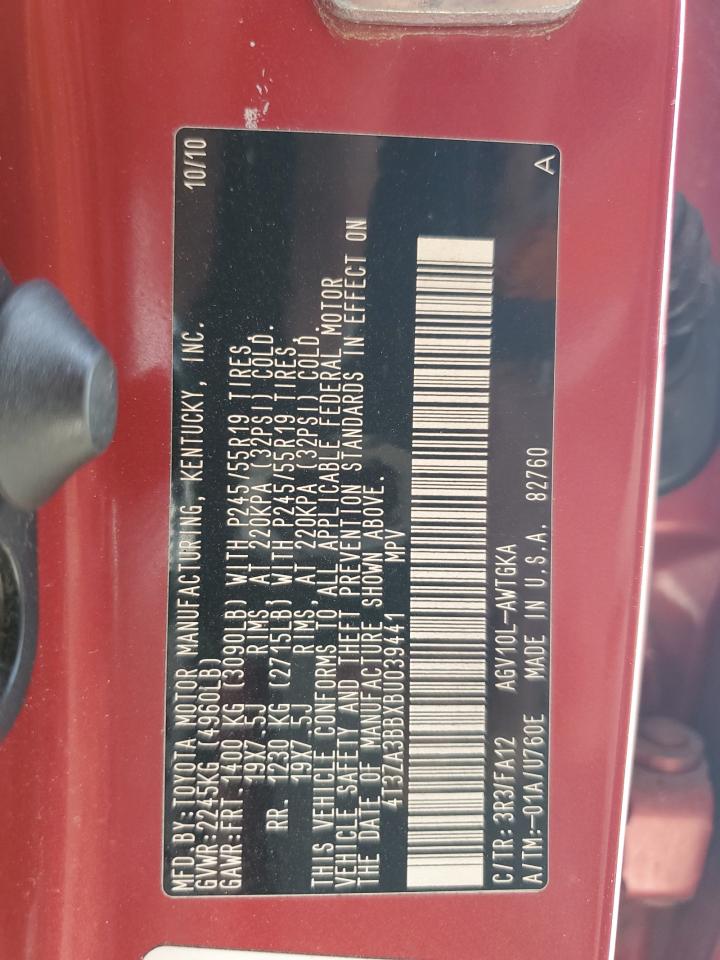 MFD. BY: TOYOTA MOTOR MANUFACTURING, KENTUCKY, INC. 10/10
GVWR: 2245KG (4960LB)
GAWR: FRT. 1400 KG (3090LB) WITH P245/55R19 TIRES,
19X7.5J RIMS, AT 220KPA (32PSI) COLD.
RR. 1230 KG (2715LB) WITH P245/55R19 TIRES,
19X7.5J RIMS, AT 220KPA (32PSI) COLD.
THIS VEHICLE CONFORMS TO ALL APPLICABLE FEDERAL MOTOR
VEHICLE SAFETY AND THEFT PREVENTION STANDARDS IN EFFECT ON
THE DATE OF MANUFACTURE SHOWN ABOVE.
4T3ZA3BBXBU039441 MPV
C/TR: 3R3/FA12 AGV10L-AWTGKA
A/TM: -01A/U760E MADE IN U.S.A. 82760 A